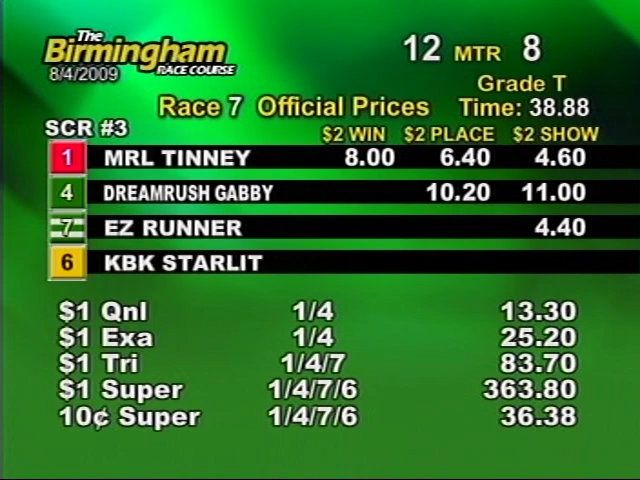 The
Birmingham
RACE COURSE
8/4/2009
12 MTR 8
Grade T
Race 7 Official Prices Time: 38.88
SCR #3
$2 WIN $2 PLACE $2 SHOW
1 MRL TINNEY 8.00 6.40 4.60
4 DREAMRUSH GABBY 10.20 11.00
7 EZ RUNNER 4.40
6 KBK STARLIT
$1 Qnl 1/4 13.30
$1 Exa 1/4 25.20
$1 Tri 1/4/7 83.70
$1 Super 1/4/7/6 363.80
10¢ Super 1/4/7/6 36.38